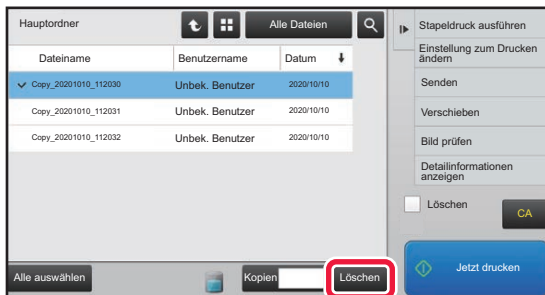 Hauptordner
Alle Dateien
Dateiname Benutzername Datum
Copy_20201010_112030 Unbek. Benutzer 2020/10/10
Copy_20201010_112031 Unbek. Benutzer 2020/10/10
Copy_20201010_112032 Unbek. Benutzer 2020/10/10
Alle auswählen
Kopien
Löschen
Stapeldruck ausführen
Einstellung zum Drucken
ändern
Senden
Verschieben
Bild prüfen
Detailinformationen
anzeigen
Löschen
CA
Jetzt drucken